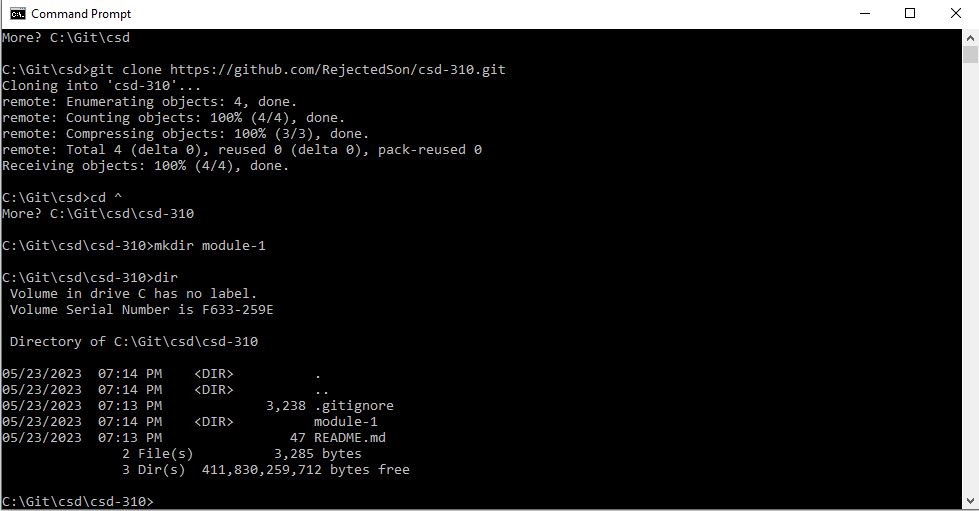 Command Prompt
More? C:\Git\csd
C:\Git\csd>git clone https://github.com/RejectedSon/csd-310.git
Cloning into 'csd-310'...
remote: Enumerating objects: 4, done.
remote: Counting objects: 100% (4/4), done.
remote: Compressing objects: 100% (3/3), done.
remote: Total 4 (delta 0), reused 0 (delta 0), pack-reused 0
Receiving objects: 100% (4/4), done.
C:\Git\csd>cd ^
More? C:\Git\csd\csd-310
C:\Git\csd\csd-310>mkdir module-1
C:\Git\csd\csd-310>dir
 Volume in drive C has no label.
 Volume Serial Number is F633-259E
 Directory of C:\Git\csd\csd-310
05/23/2023  07:14 PM    <DIR>          .
05/23/2023  07:14 PM    <DIR>          ..
05/23/2023  07:13 PM             3,238 .gitignore
05/23/2023  07:14 PM    <DIR>          module-1
05/23/2023  07:13 PM                47 README.md
               2 File(s)          3,285 bytes
               3 Dir(s)  411,830,259,712 bytes free
C:\Git\csd\csd-310>